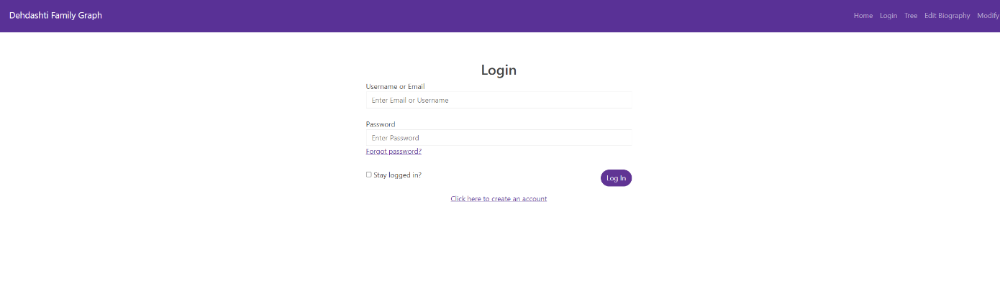 Dehdashti Family Graph
Home Login Tree Edit Biography Modify
Login
Username or Email
Enter Email or Username
Password
Enter Password
Forgot password?
Stay logged in?
Log In
Click here to create an account